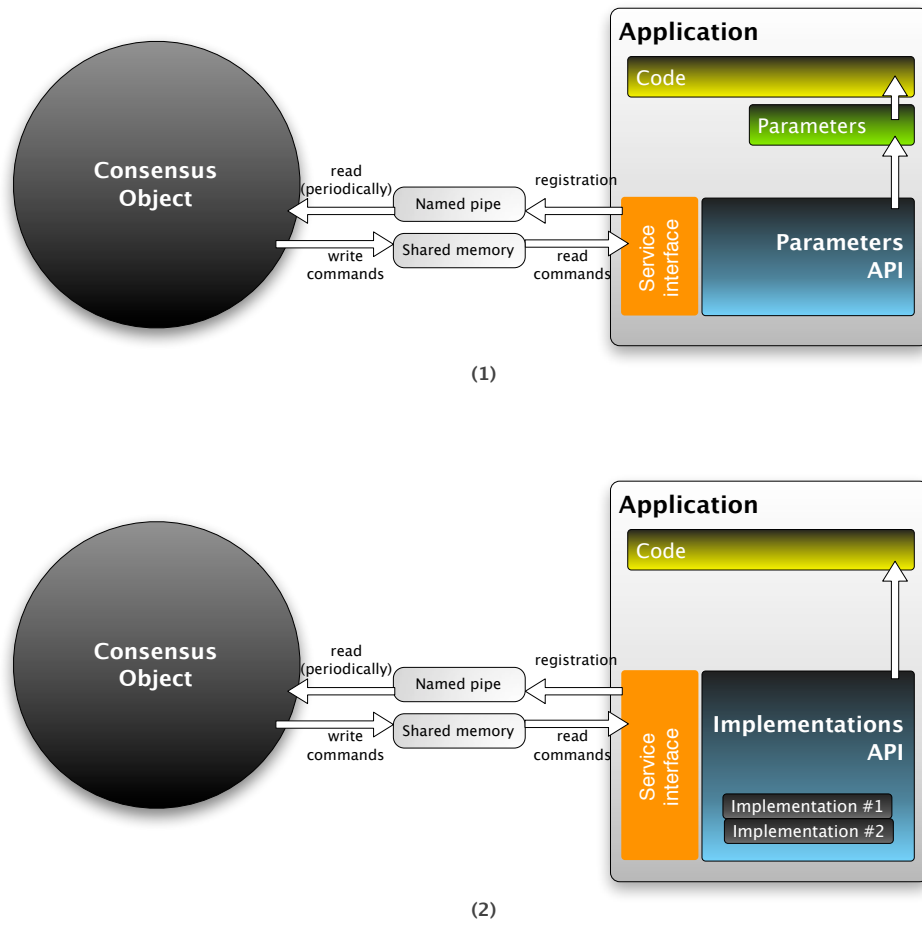 Application
Code
Parameters
Consensus
Object
read
(periodically)
Named pipe
registration
Shared memory
write
commands
read
commands
Service
interface
Parameters
API
(1)
Application
Code
Consensus
Object
read
(periodically)
Named pipe
registration
Shared memory
write
commands
read
commands
Service
interface
Implementations
API
Implementation #1
Implementation #2
(2)